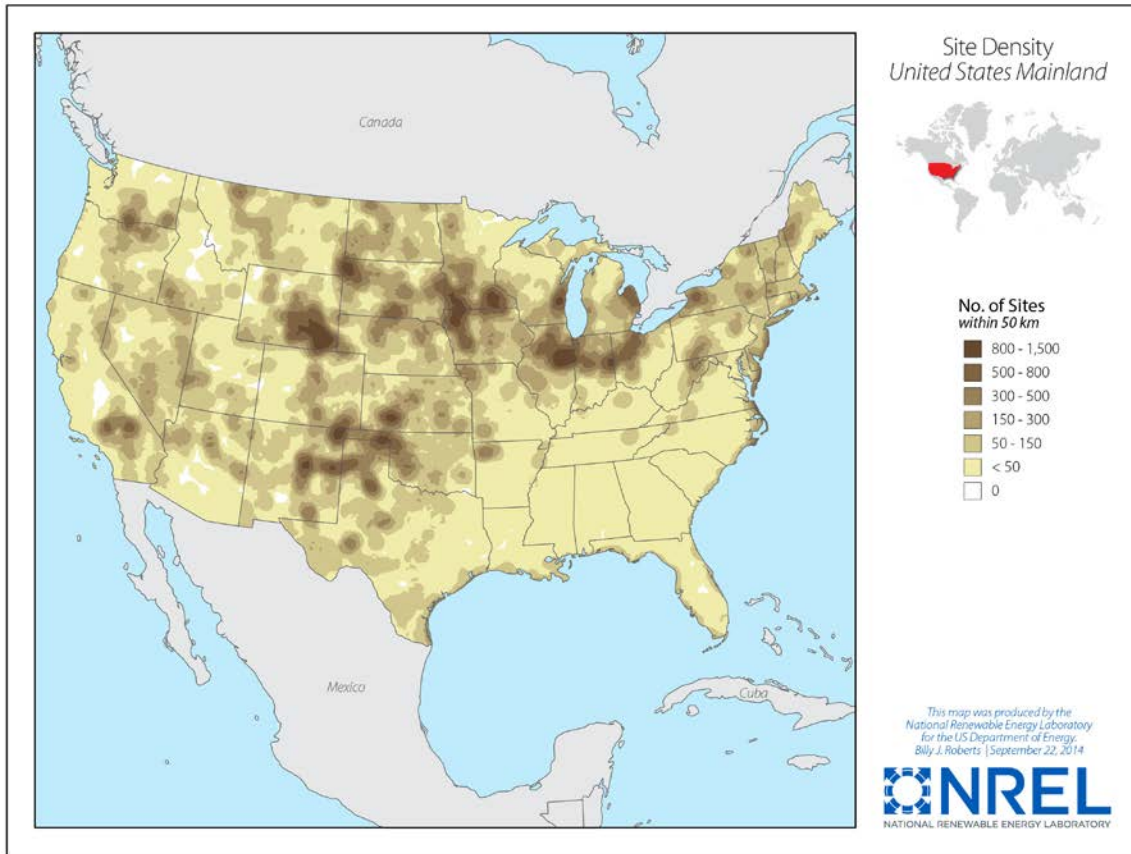 Site Density
United States Mainland
Canada
Mexico
Cuba
No. of Sites
within 50 km
800 - 1,500
500 - 800
300 - 500
150 - 300
50 - 150
< 50
0
This map was produced by the
National Renewable Energy Laboratory
for the US Department of Energy.
Billy J. Roberts | September 22, 2014
NREL
NATIONAL RENEWABLE ENERGY LABORATORY